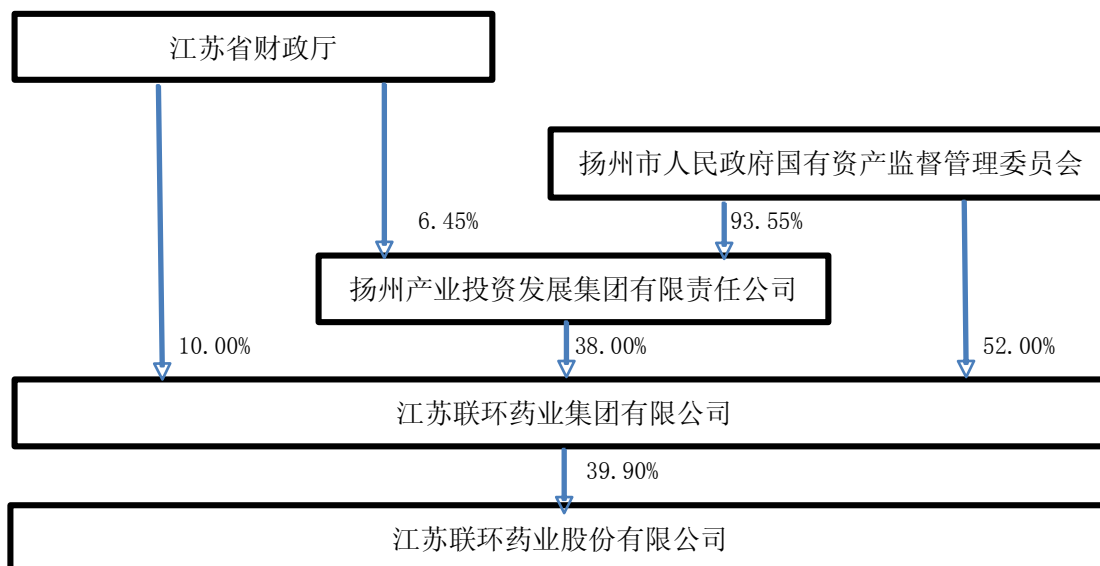 江苏省财政厅
扬州市人民政府国有资产监督管理委员会
6.45%
93.55%
扬州产业投资发展集团有限责任公司
10.00%
38.00%
52.00%
江苏联环药业集团有限公司
39.90%
江苏联环药业股份有限公司